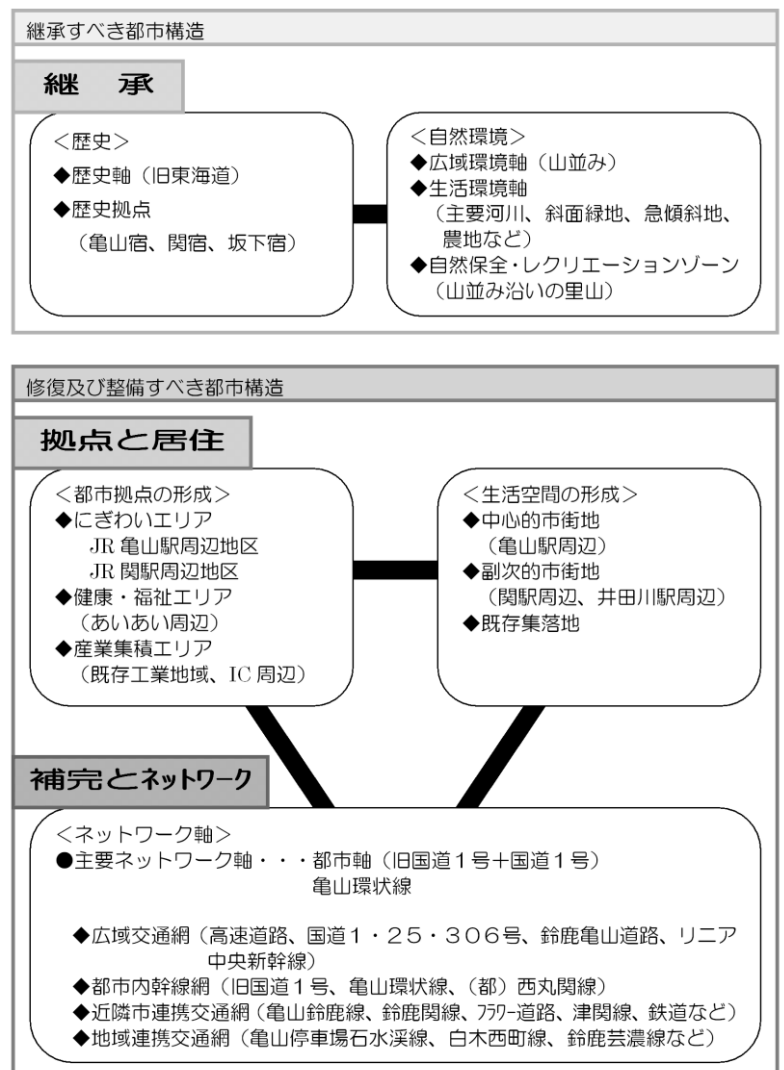 継承すべき都市構造
継 承
<歴史>
◆歴史軸（旧東海道）
◆歴史拠点
（亀山宿、関宿、坂下宿）
<自然環境>
◆広域環境軸（山並み）
◆生活環境軸
（主要河川、斜面緑地、急傾斜地、
農地など）
◆自然保全・レクリエーションゾーン
（山並み沿いの里山）
修復及び整備すべき都市構造
拠点と居住
<都市拠点の形成>
◆にぎわいエリア
JR 亀山駅周辺地区
JR 関駅周辺地区
◆健康・福祉エリア
（あいあい周辺）
◆産業集積エリア
（既存工業地域、IC 周辺）
<生活空間の形成>
◆中心的市街地
（亀山駅周辺）
◆副次的市街地
（関駅周辺、井田川駅周辺）
◆既存集落地
補完とﾈｯﾄﾜｰｸ
<ネットワーク軸>
●主要ネットワーク軸・・・都市軸（旧国道１号＋国道１号）
亀山環状線
◆広域交通網（高速道路、国道１・２５・３０６号、鈴鹿亀山道路、リニア
中央新幹線）
◆都市内幹線網（旧国道１号、亀山環状線、（都）西丸関線）
◆近隣市連携交通網（亀山鈴鹿線、鈴鹿関線、ﾌﾗﾜｰ道路、津関線、鉄道など）
◆地域連携交通網（亀山停車場石水渓線、白木西町線、鈴鹿芸濃線など）